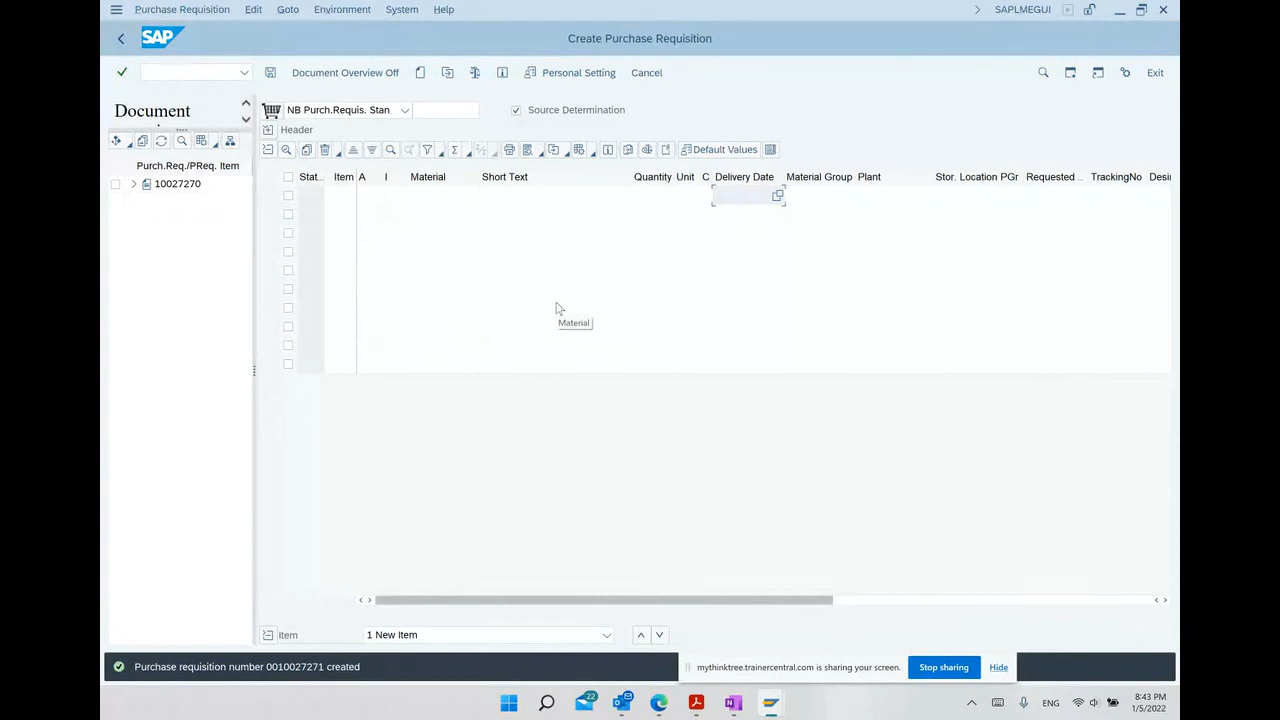 Purchase Requisition Edit Goto Environment System Help SAPLMEGUI
SAP Create Purchase Requisition
Document Overview Off Personal Setting Cancel Exit
Document
NB Purch.Requis. Stan Source Determination
Header
Default Values
Purch.Req./PReq. Item
10027270
Stat.. Item A I Material Short Text Quantity Unit C Delivery Date Material Group Plant Stor. Location PGr Requested ... TrackingNo Desi
Material
Item 1 New Item
Purchase requisition number 0010027271 created
mythinktree.trainercentral.com is sharing your screen. Stop sharing Hide
22
ENG
8:43 PM
1/5/2022